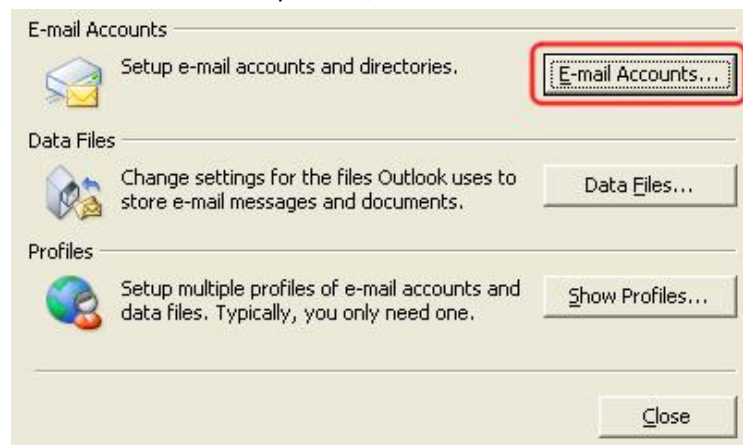 E-mail Accounts
Setup e-mail accounts and directories.
E-mail Accounts...
Data Files
Change settings for the files Outlook uses to
store e-mail messages and documents.
Data Files...
Profiles
Setup multiple profiles of e-mail accounts and
data files. Typically, you only need one.
Show Profiles...
Close